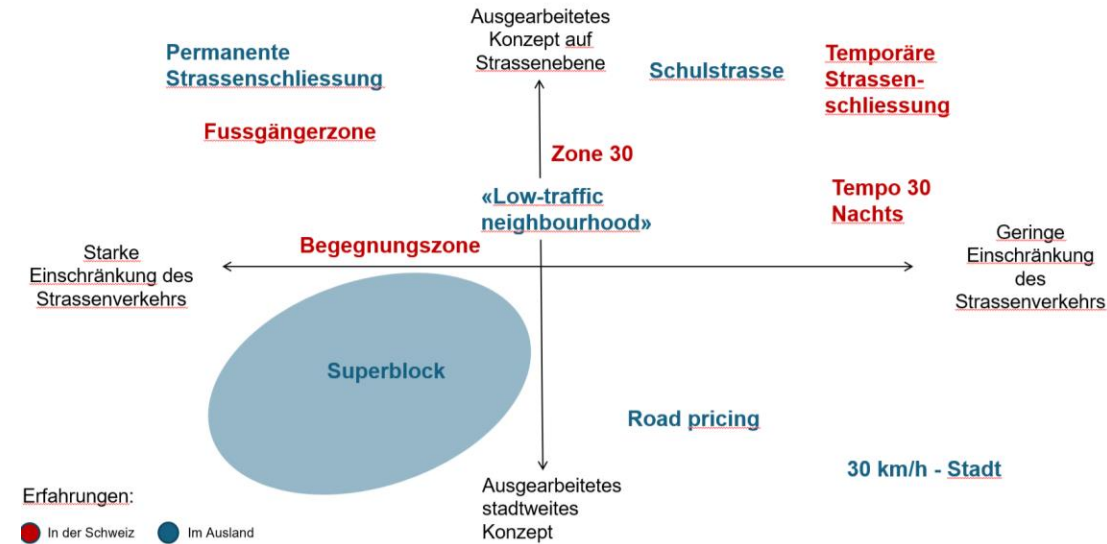 Ausgearbeitetes
Konzept auf
Strassenebene
Permanente
Strassenschliessung
Schulstrasse
Temporäre
Strassen-
schliessung
Fussgängerzone
Zone 30
«Low-traffic
neighbourhood»
Tempo 30
Nachts
Begegnungszone
Starke
Einschränkung des
Strassenverkehrs
Geringe
Einschränkung
des
Strassenverkehrs
Superblock
Road pricing
30 km/h - Stadt
Ausgearbeitetes
stadtweites
Konzept
Erfahrungen:
In der Schweiz
Im Ausland